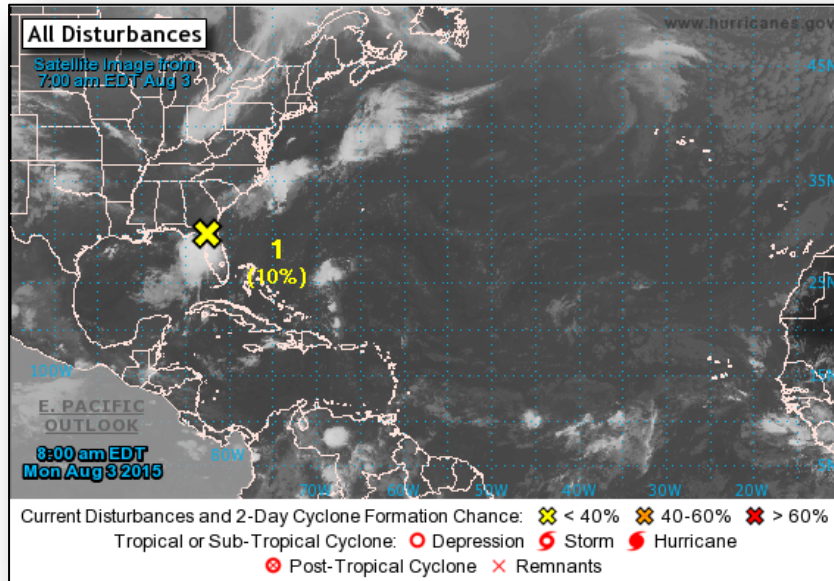 All Disturbances
www.hurricanes.gov
Satellite Image from
7:00 am EDT Aug 3
45N
35N
1
(10%)
25N
100W
15N
E. PACIFIC
OUTLOOK
8:00 am EDT
Mon Aug 3 2015
80W
5N
70W 60W 50W 40W 30W 20W
Current Disturbances and 2-Day Cyclone Formation Chance: < 40% 40-60% > 60%
Tropical or Sub-Tropical Cyclone: Depression Storm Hurricane
Post-Tropical Cyclone Remnants